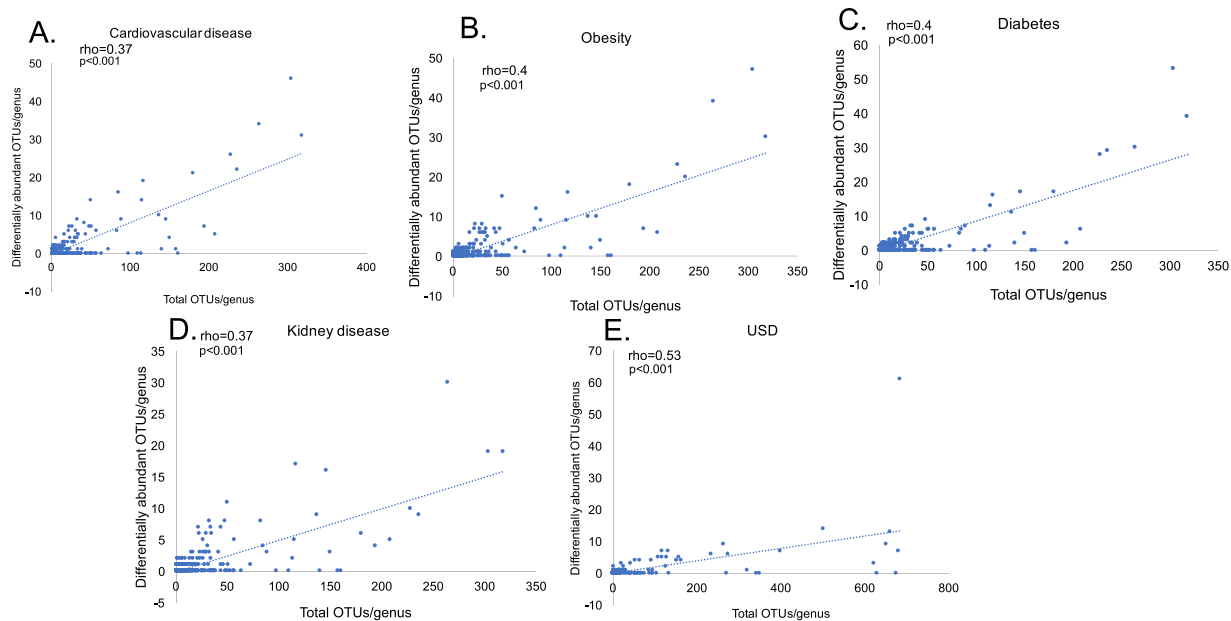 A.
Cardiovascular disease
rho=0.37
p<0.001
50
40
30
20
10
0
-10
0
100
200
300
400
Differentially abundant OTUs/genus
Total OTUs/genus
B.
Obesity
rho=0.4
p<0.001
50
40
30
20
10
0
-10
0
50
100
150
200
250
300
350
Differentially abundant OTUs/genus
Total OTUs/genus
C.
Diabetes
rho=0.4
p<0.001
60
50
40
30
20
10
0
-10
0
50
100
150
200
250
300
350
Differentially abundant OTUs/genus
Total OTUs/genus
D.
Kidney disease
rho=0.37
p<0.001
35
30
25
20
15
10
5
0
-5
0
50
100
150
200
250
300
350
Differentially abundant OTUs/genus
Total OTUs/genus
E.
USD
rho=0.53
p<0.001
70
60
50
40
30
20
10
0
-10
0
200
400
600
800
Differentially abundant OTUs/genus
Total OTUs/genus